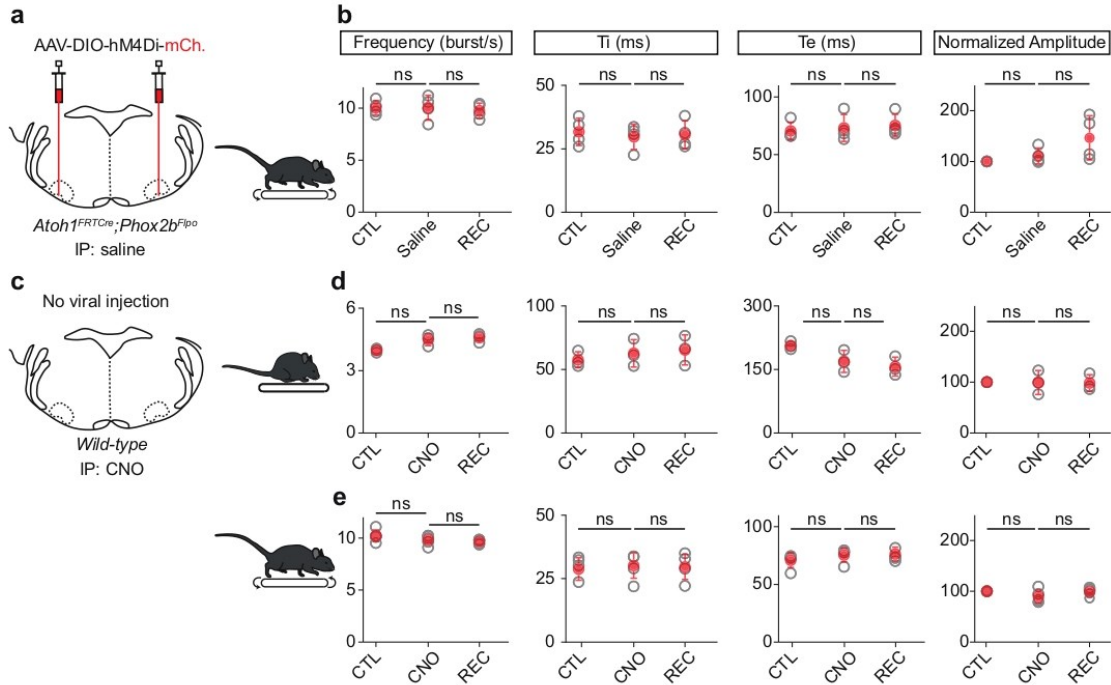 a
AAV-DIO-hM4Di-mCh.
Atoh1FRTCre;Phox2bFlpo
IP: saline
b
Frequency (burst/s)
Ti (ms)
Te (ms)
Normalized Amplitude
ns ns
10
5
0
CTL Saline REC
ns ns
50
25
0
CTL Saline REC
ns ns
100
50
0
CTL Saline REC
ns ns
200
100
0
CTL Saline REC
c
No viral injection
Wild-type
IP: CNO
d
ns ns
6
3
0
CTL CNO REC
ns ns
100
50
0
CTL CNO REC
ns ns
300
150
0
CTL CNO REC
ns ns
200
100
0
CTL CNO REC
e
ns ns
10
5
0
CTL CNO REC
ns ns
50
25
0
CTL CNO REC
ns ns
100
50
0
CTL CNO REC
ns ns
200
100
0
CTL CNO REC